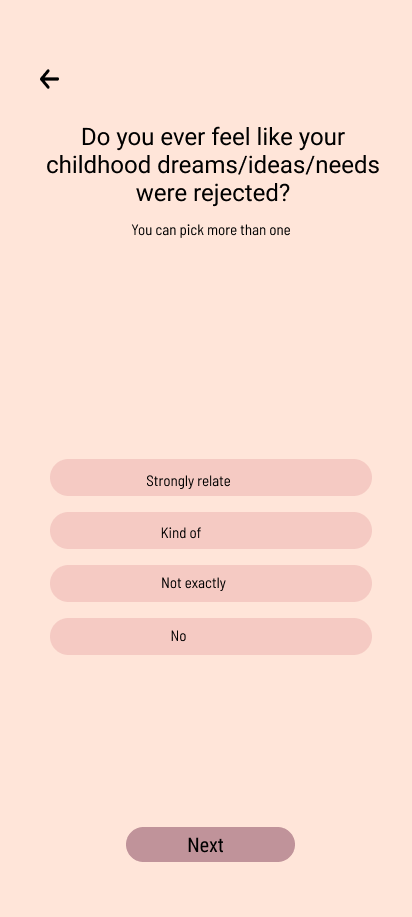 Do you ever feel like your
childhood dreams/ideas/needs
were rejected?
You can pick more than one
Strongly relate
Kind of
Not exactly
No
Next